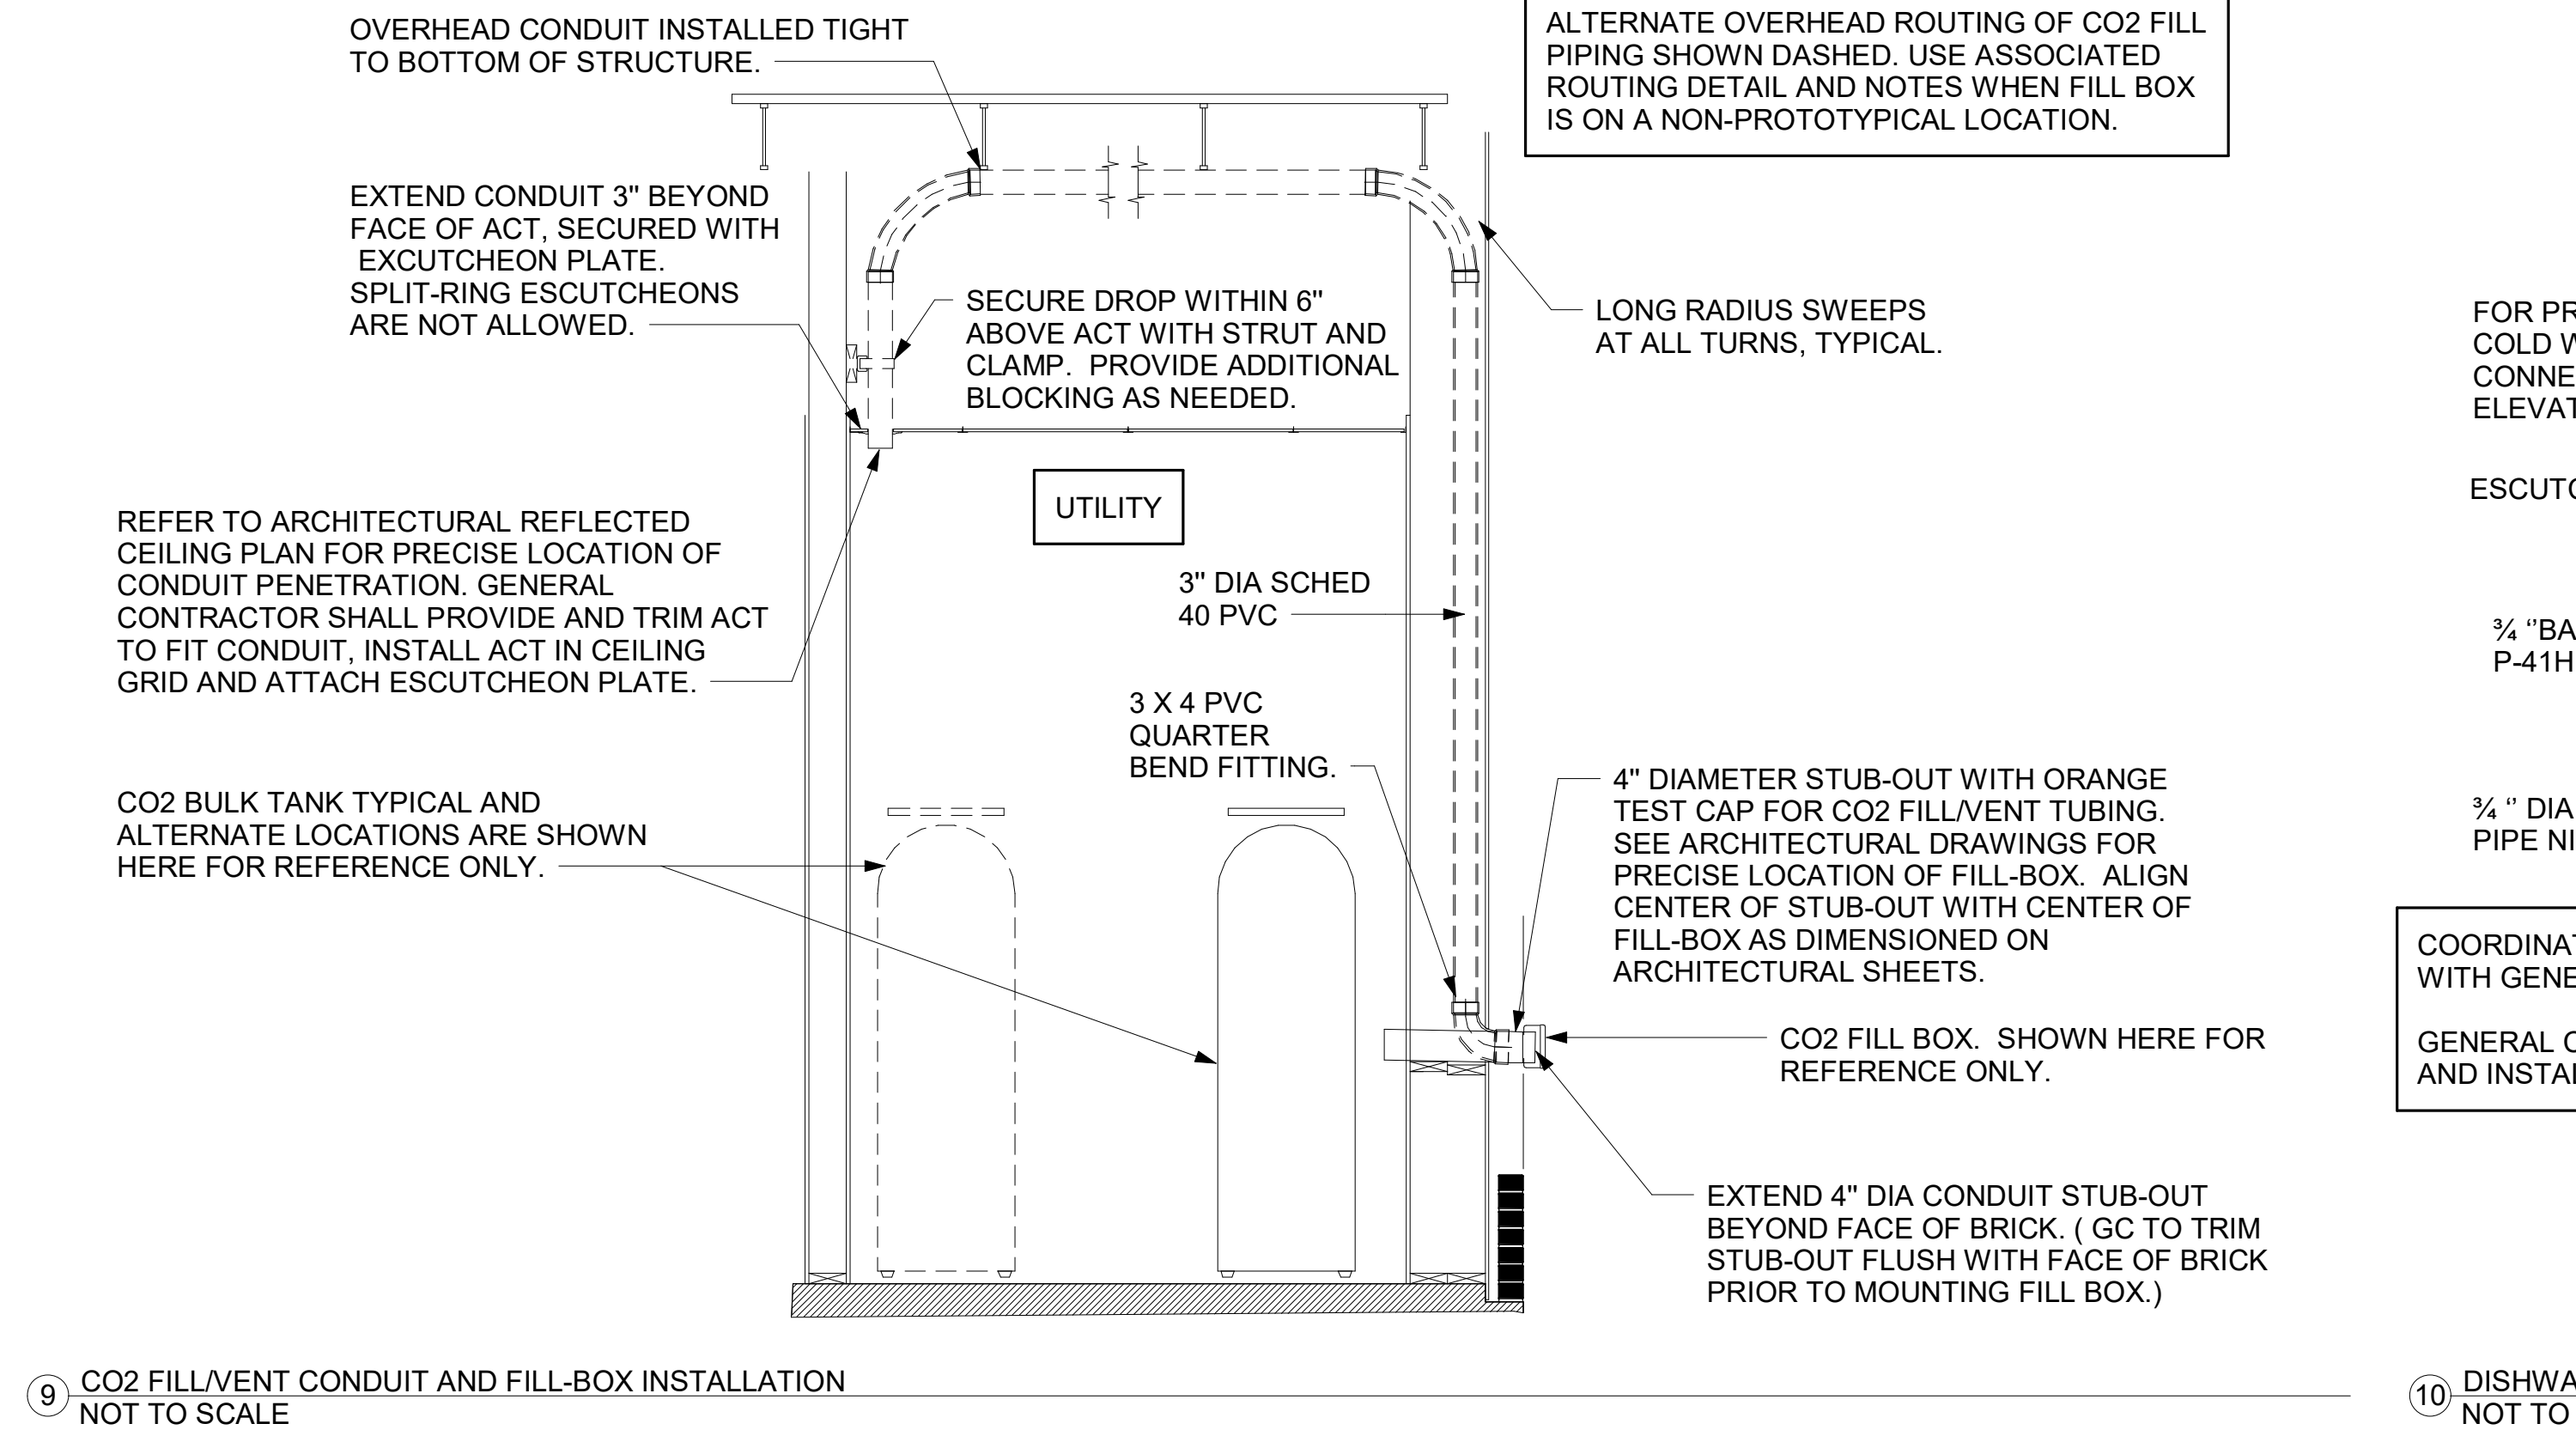 OVERHEAD CONDUIT INSTALLED TIGHT
TO BOTTOM OF STRUCTURE.
ALTERNATE OVERHEAD ROUTING OF CO2 FILL
PIPING SHOWN DASHED. USE ASSOCIATED
ROUTING DETAIL AND NOTES WHEN FILL BOX
IS ON A NON-PROTOTYPICAL LOCATION.
EXTEND CONDUIT 3" BEYOND
FACE OF ACT, SECURED WITH
EXCUTCHEON PLATE.
SPLIT-RING ESCUTCHEONS
ARE NOT ALLOWED.
SECURE DROP WITHIN 6"
ABOVE ACT WITH STRUT AND
CLAMP. PROVIDE ADDITIONAL
BLOCKING AS NEEDED.
LONG RADIUS SWEEPS
AT ALL TURNS, TYPICAL.
UTILITY
REFER TO ARCHITECTURAL REFLECTED
CEILING PLAN FOR PRECISE LOCATION OF
CONDUIT PENETRATION. GENERAL
CONTRACTOR SHALL PROVIDE AND TRIM ACT
TO FIT CONDUIT, INSTALL ACT IN CEILING
GRID AND ATTACH ESCUTCHEON PLATE.
3" DIA SCHED
40 PVC
3 X 4 PVC
QUARTER
BEND FITTING.
CO2 BULK TANK TYPICAL AND
ALTERNATE LOCATIONS ARE SHOWN
HERE FOR REFERENCE ONLY.
4" DIAMETER STUB-OUT WITH ORANGE
TEST CAP FOR CO2 FILL/VENT TUBING.
SEE ARCHITECTURAL DRAWINGS FOR
PRECISE LOCATION OF FILL-BOX. ALIGN
CENTER OF STUB-OUT WITH CENTER OF
FILL-BOX AS DIMENSIONED ON
ARCHITECTURAL SHEETS.
CO2 FILL BOX. SHOWN HERE FOR
REFERENCE ONLY.
EXTEND 4" DIA CONDUIT STUB-OUT
BEYOND FACE OF BRICK. ( GC TO TRIM
STUB-OUT FLUSH WITH FACE OF BRICK
PRIOR TO MOUNTING FILL BOX.)
9 CO2 FILL/VENT CONDUIT AND FILL-BOX INSTALLATION
NOT TO SCALE
FOR
COLD
¾ ‘’
P-41H
¾ ‘’ DIA
PIPE
WITH
GENERAL
AND
10
NOT TO